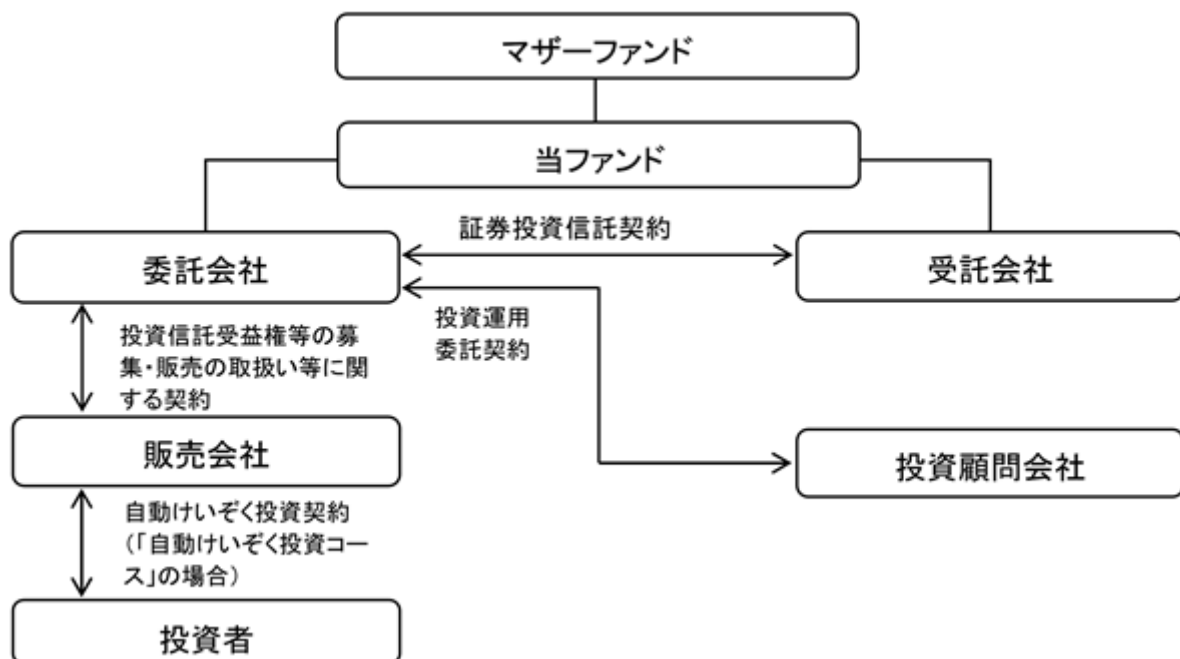 マザーファンド
当ファンド
証券投資信託契約
委託会社
受託会社
投資運用
委託契約
投資信託受益権等の募
集・販売の取扱い等に関
する契約
販売会社
投資顧問会社
自動けいぞく投資契約
(「自動けいぞく投資コー
ス」の場合)
投資者